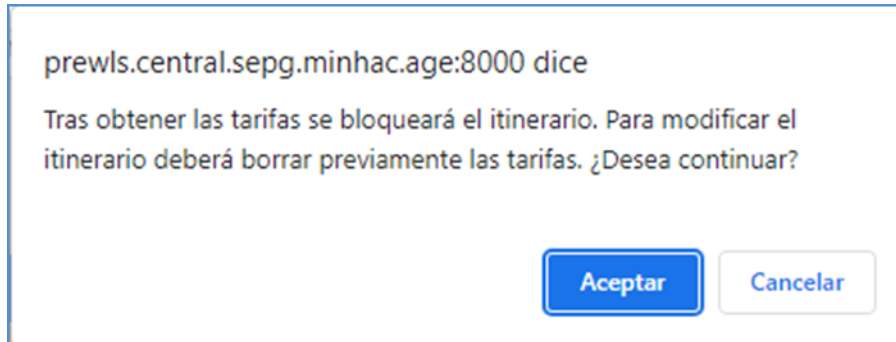 prewls.central.sepg.minhac.age:8000 dice
Tras obtener las tarifas se bloqueará el itinerario. Para modificar el
itinerario deberá borrar previamente las tarifas. ¿Desea continuar?
Aceptar
Cancelar